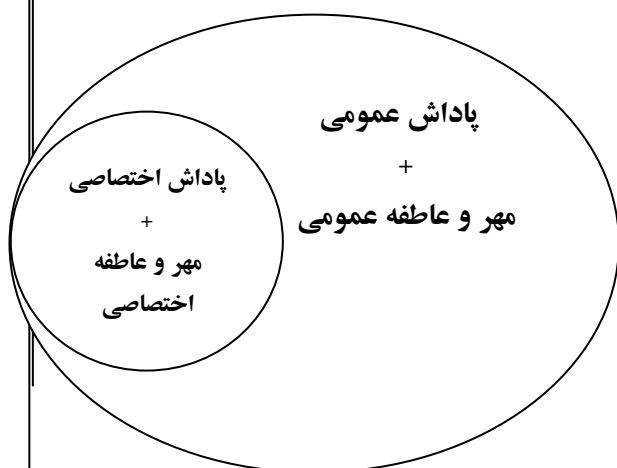 پاداش عمومی
+
مهر و عاطفه عمومی
پاداش اختصاصی
+
مهر و عاطفه
اختصاصی